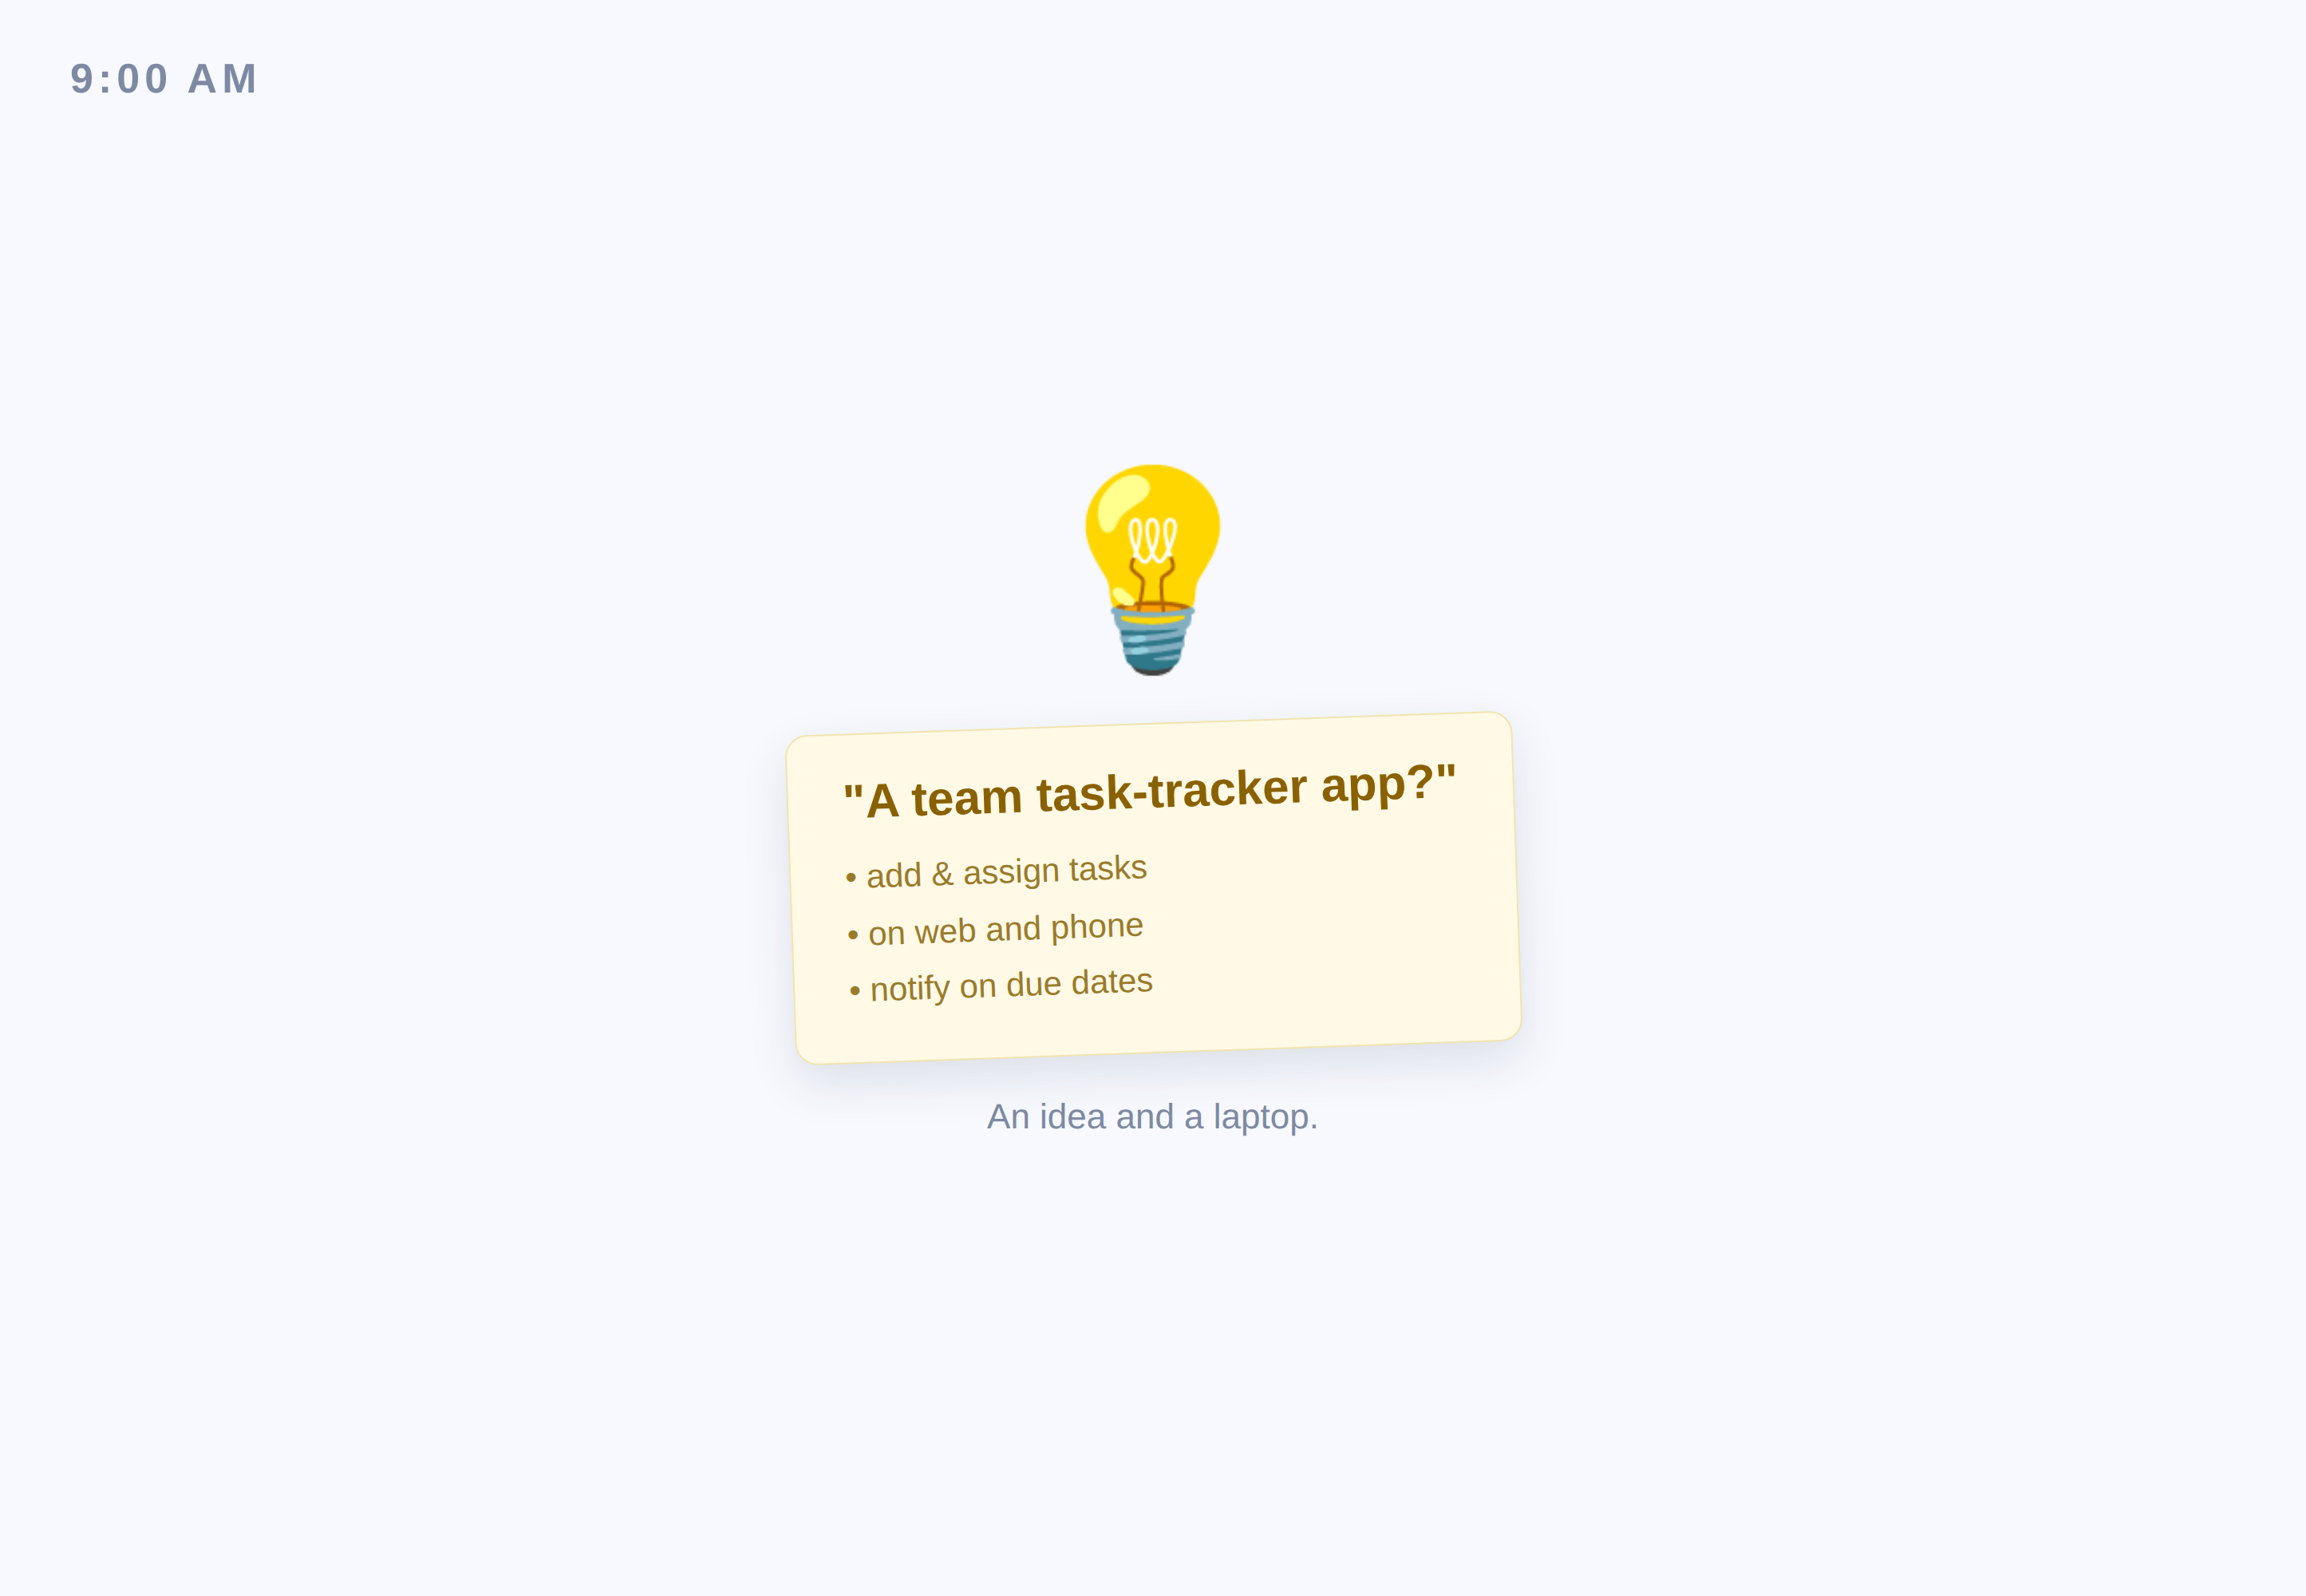 9:00 AM
"A team task-tracker app?"
• add & assign tasks
• on web and phone
• notify on due dates
An idea and a laptop.